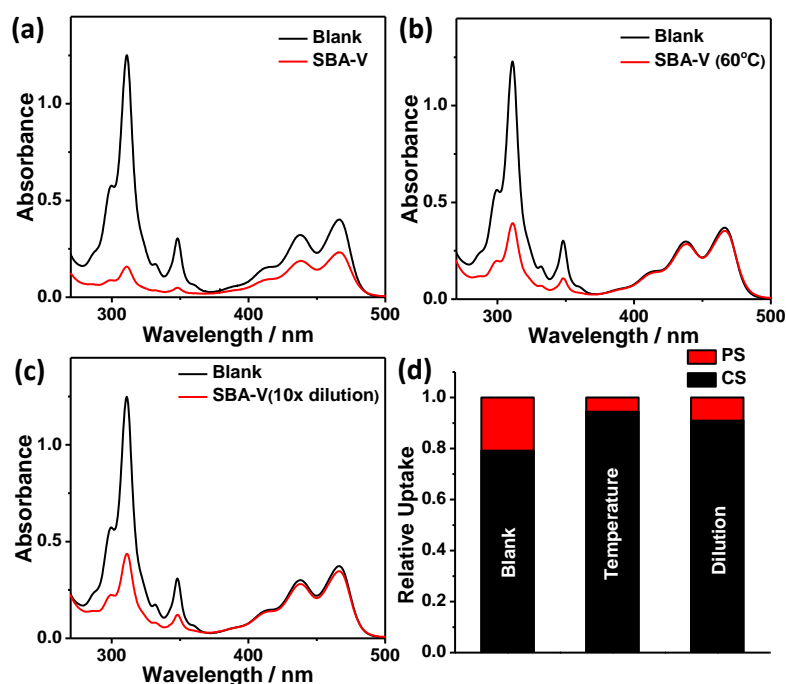 (a)
Blank
SBA-V
Absorbance
1.0
0.5
0.0
300
400
500
Wavelength / nm
(b)
Blank
SBA-V (60°C)
Absorbance
1.0
0.5
0.0
300
400
500
Wavelength / nm
(c)
Blank
SBA-V(10x dilution)
Absorbance
1.0
0.5
0.0
300
400
500
Wavelength / nm
(d)
PS
CS
Relative Uptake
1.0
0.8
0.6
0.4
0.2
0.0
Blank
Temperature
Dilution